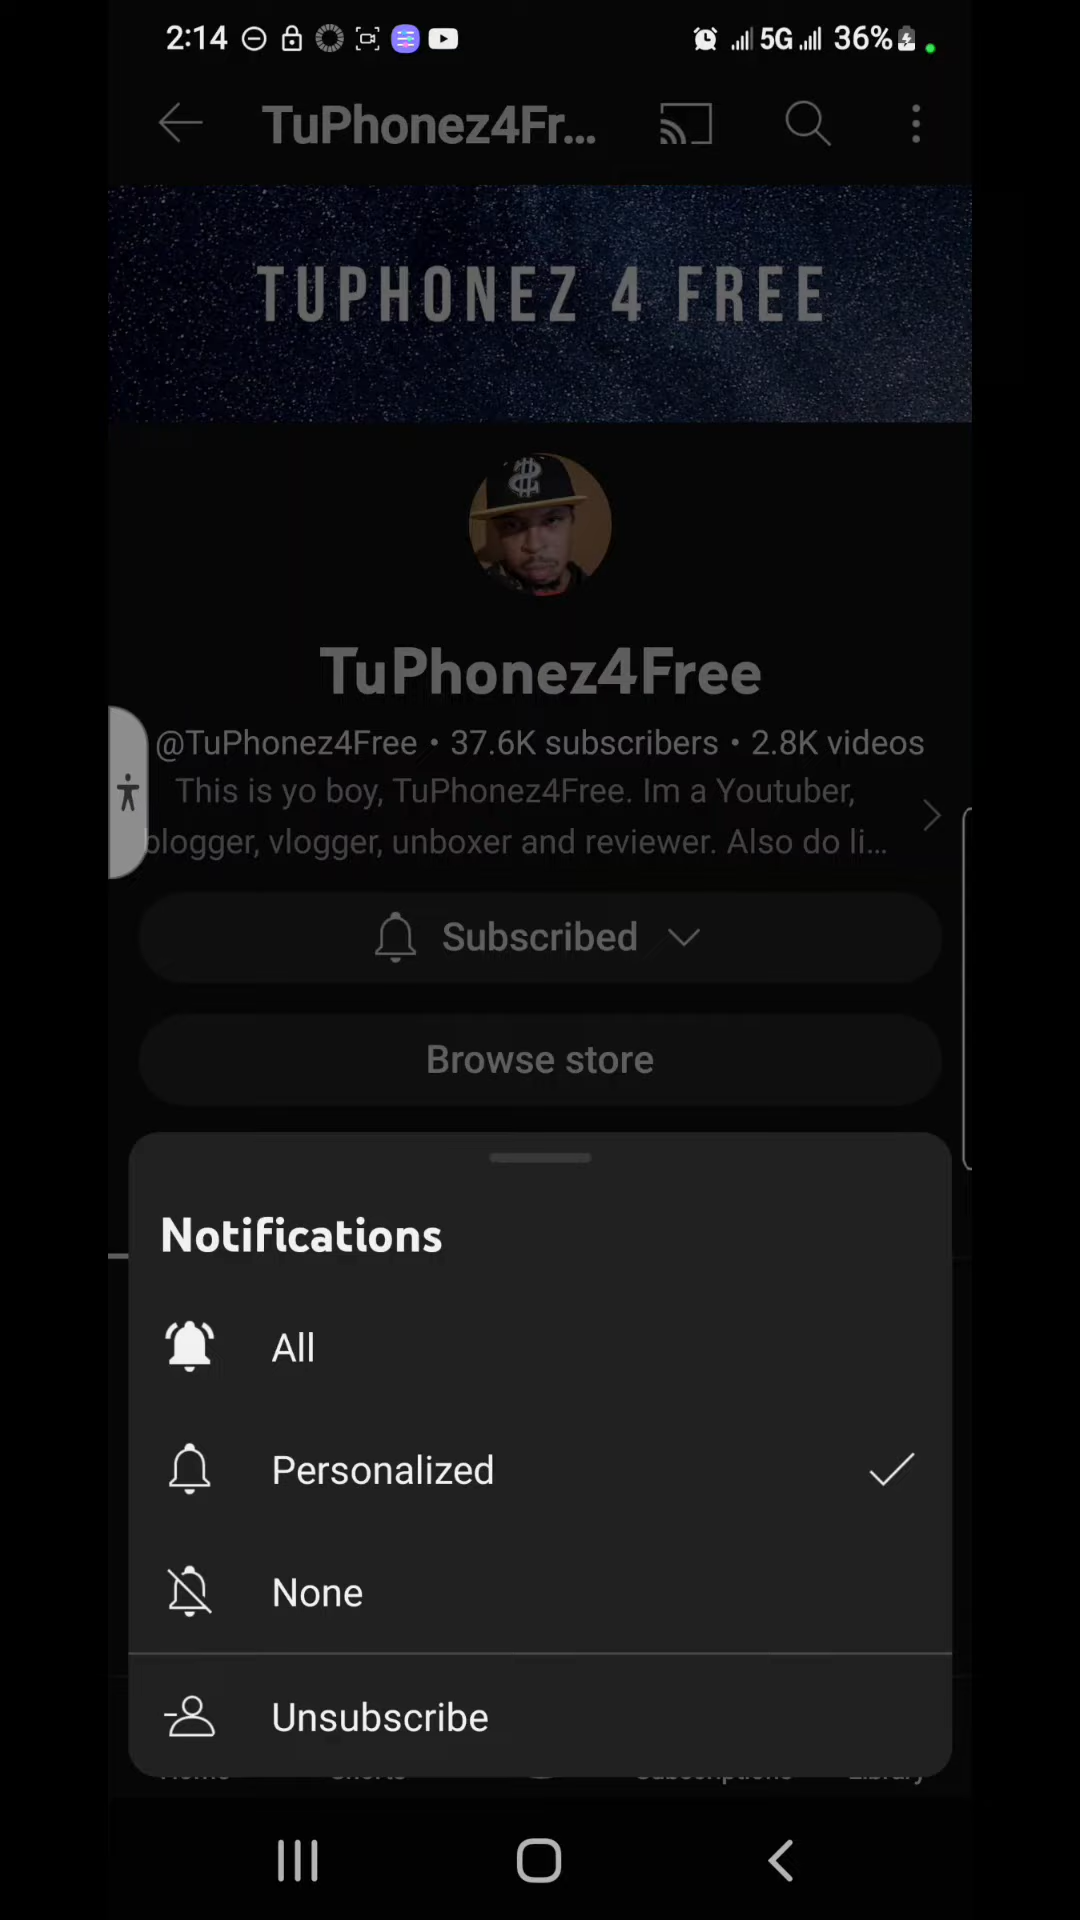 2:14 5G 36%
TuPhonez4Fr...
TUPHONEZ 4 FREE
TuPhonez4Free
@TuPhonez4Free • 37.6K subscribers • 2.8K videos
This is yo boy, TuPhonez4Free. Im a Youtuber,
blogger, vlogger, unboxer and reviewer. Also do li...
Subscribed
Browse store
Notifications
All
Personalized
None
Unsubscribe